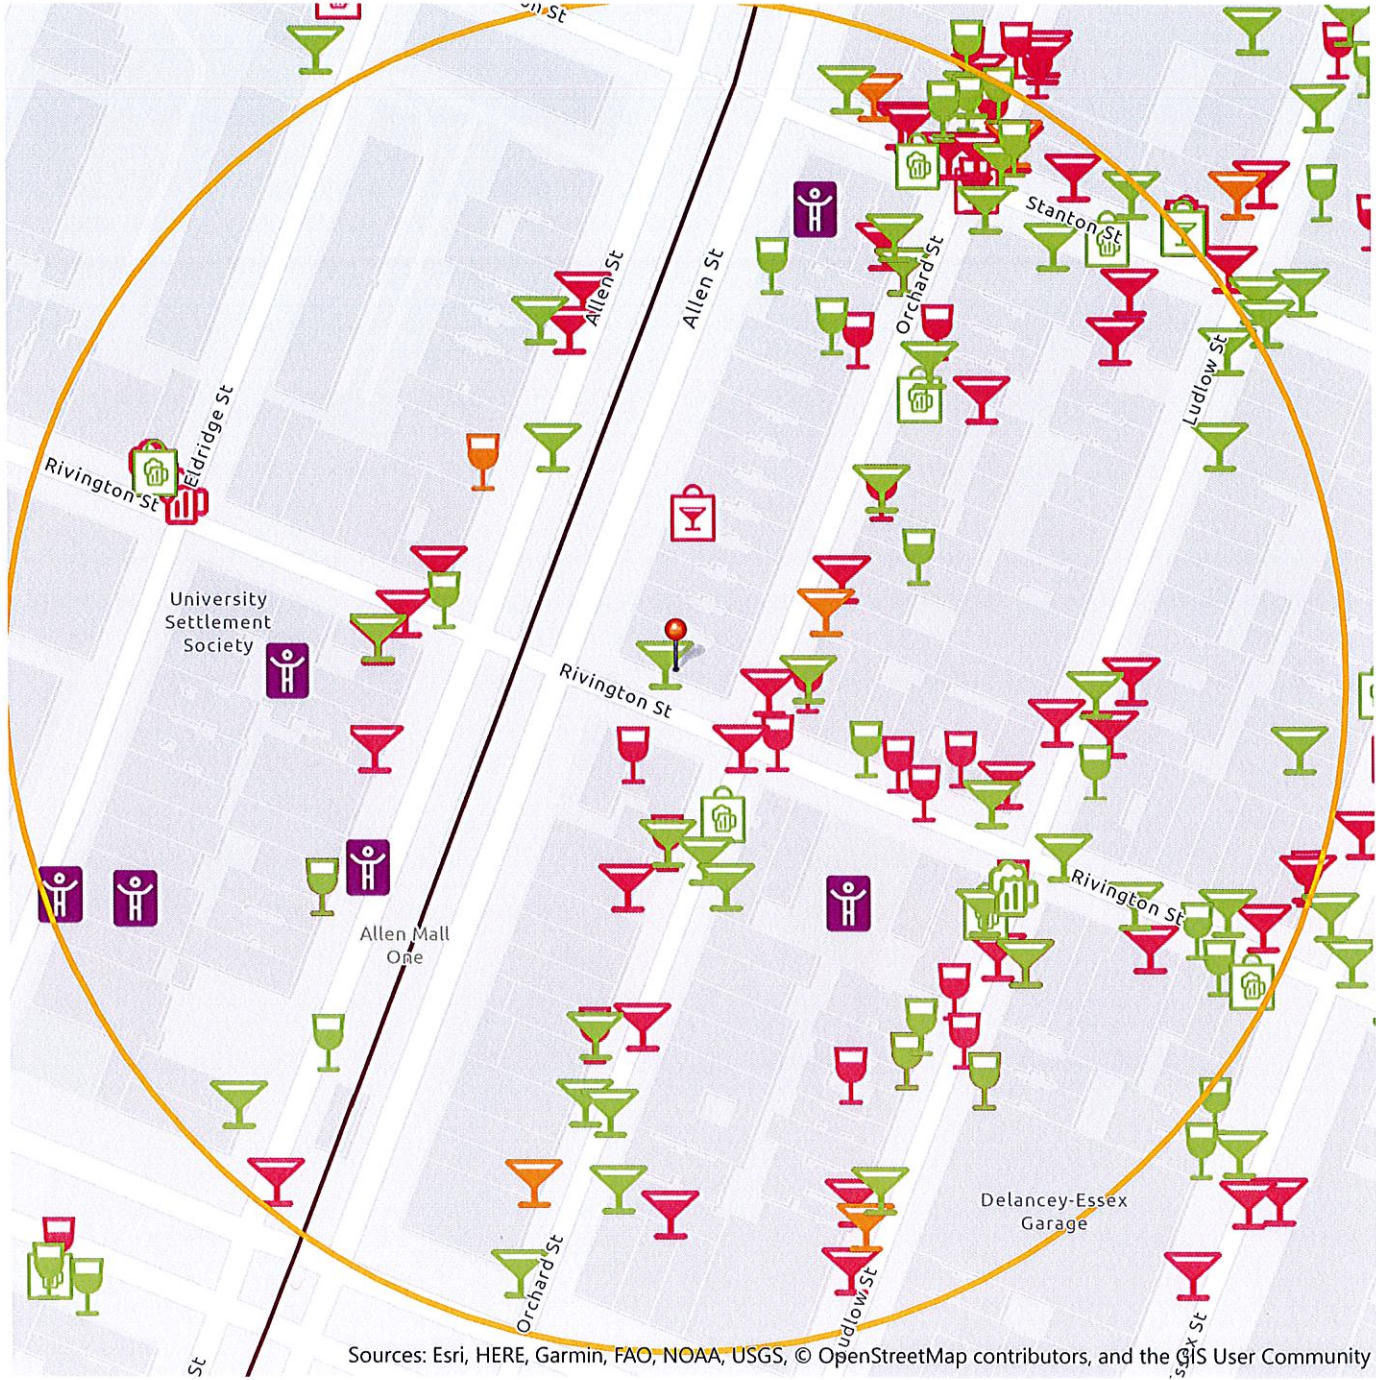 Stanton St
Allen St
Allen St
Orchard St
Ludlow St
Eldridge St
Rivington St
University
Settlement
Society
Rivington St
Rivington St
Allen Mall
One
Delancey-Essex
Garage
Orchard St
St
St
Sources: Esri, HERE, Garmin, FAO, NOAA, USGS, © OpenStreetMap contributors, and the GIS User Community